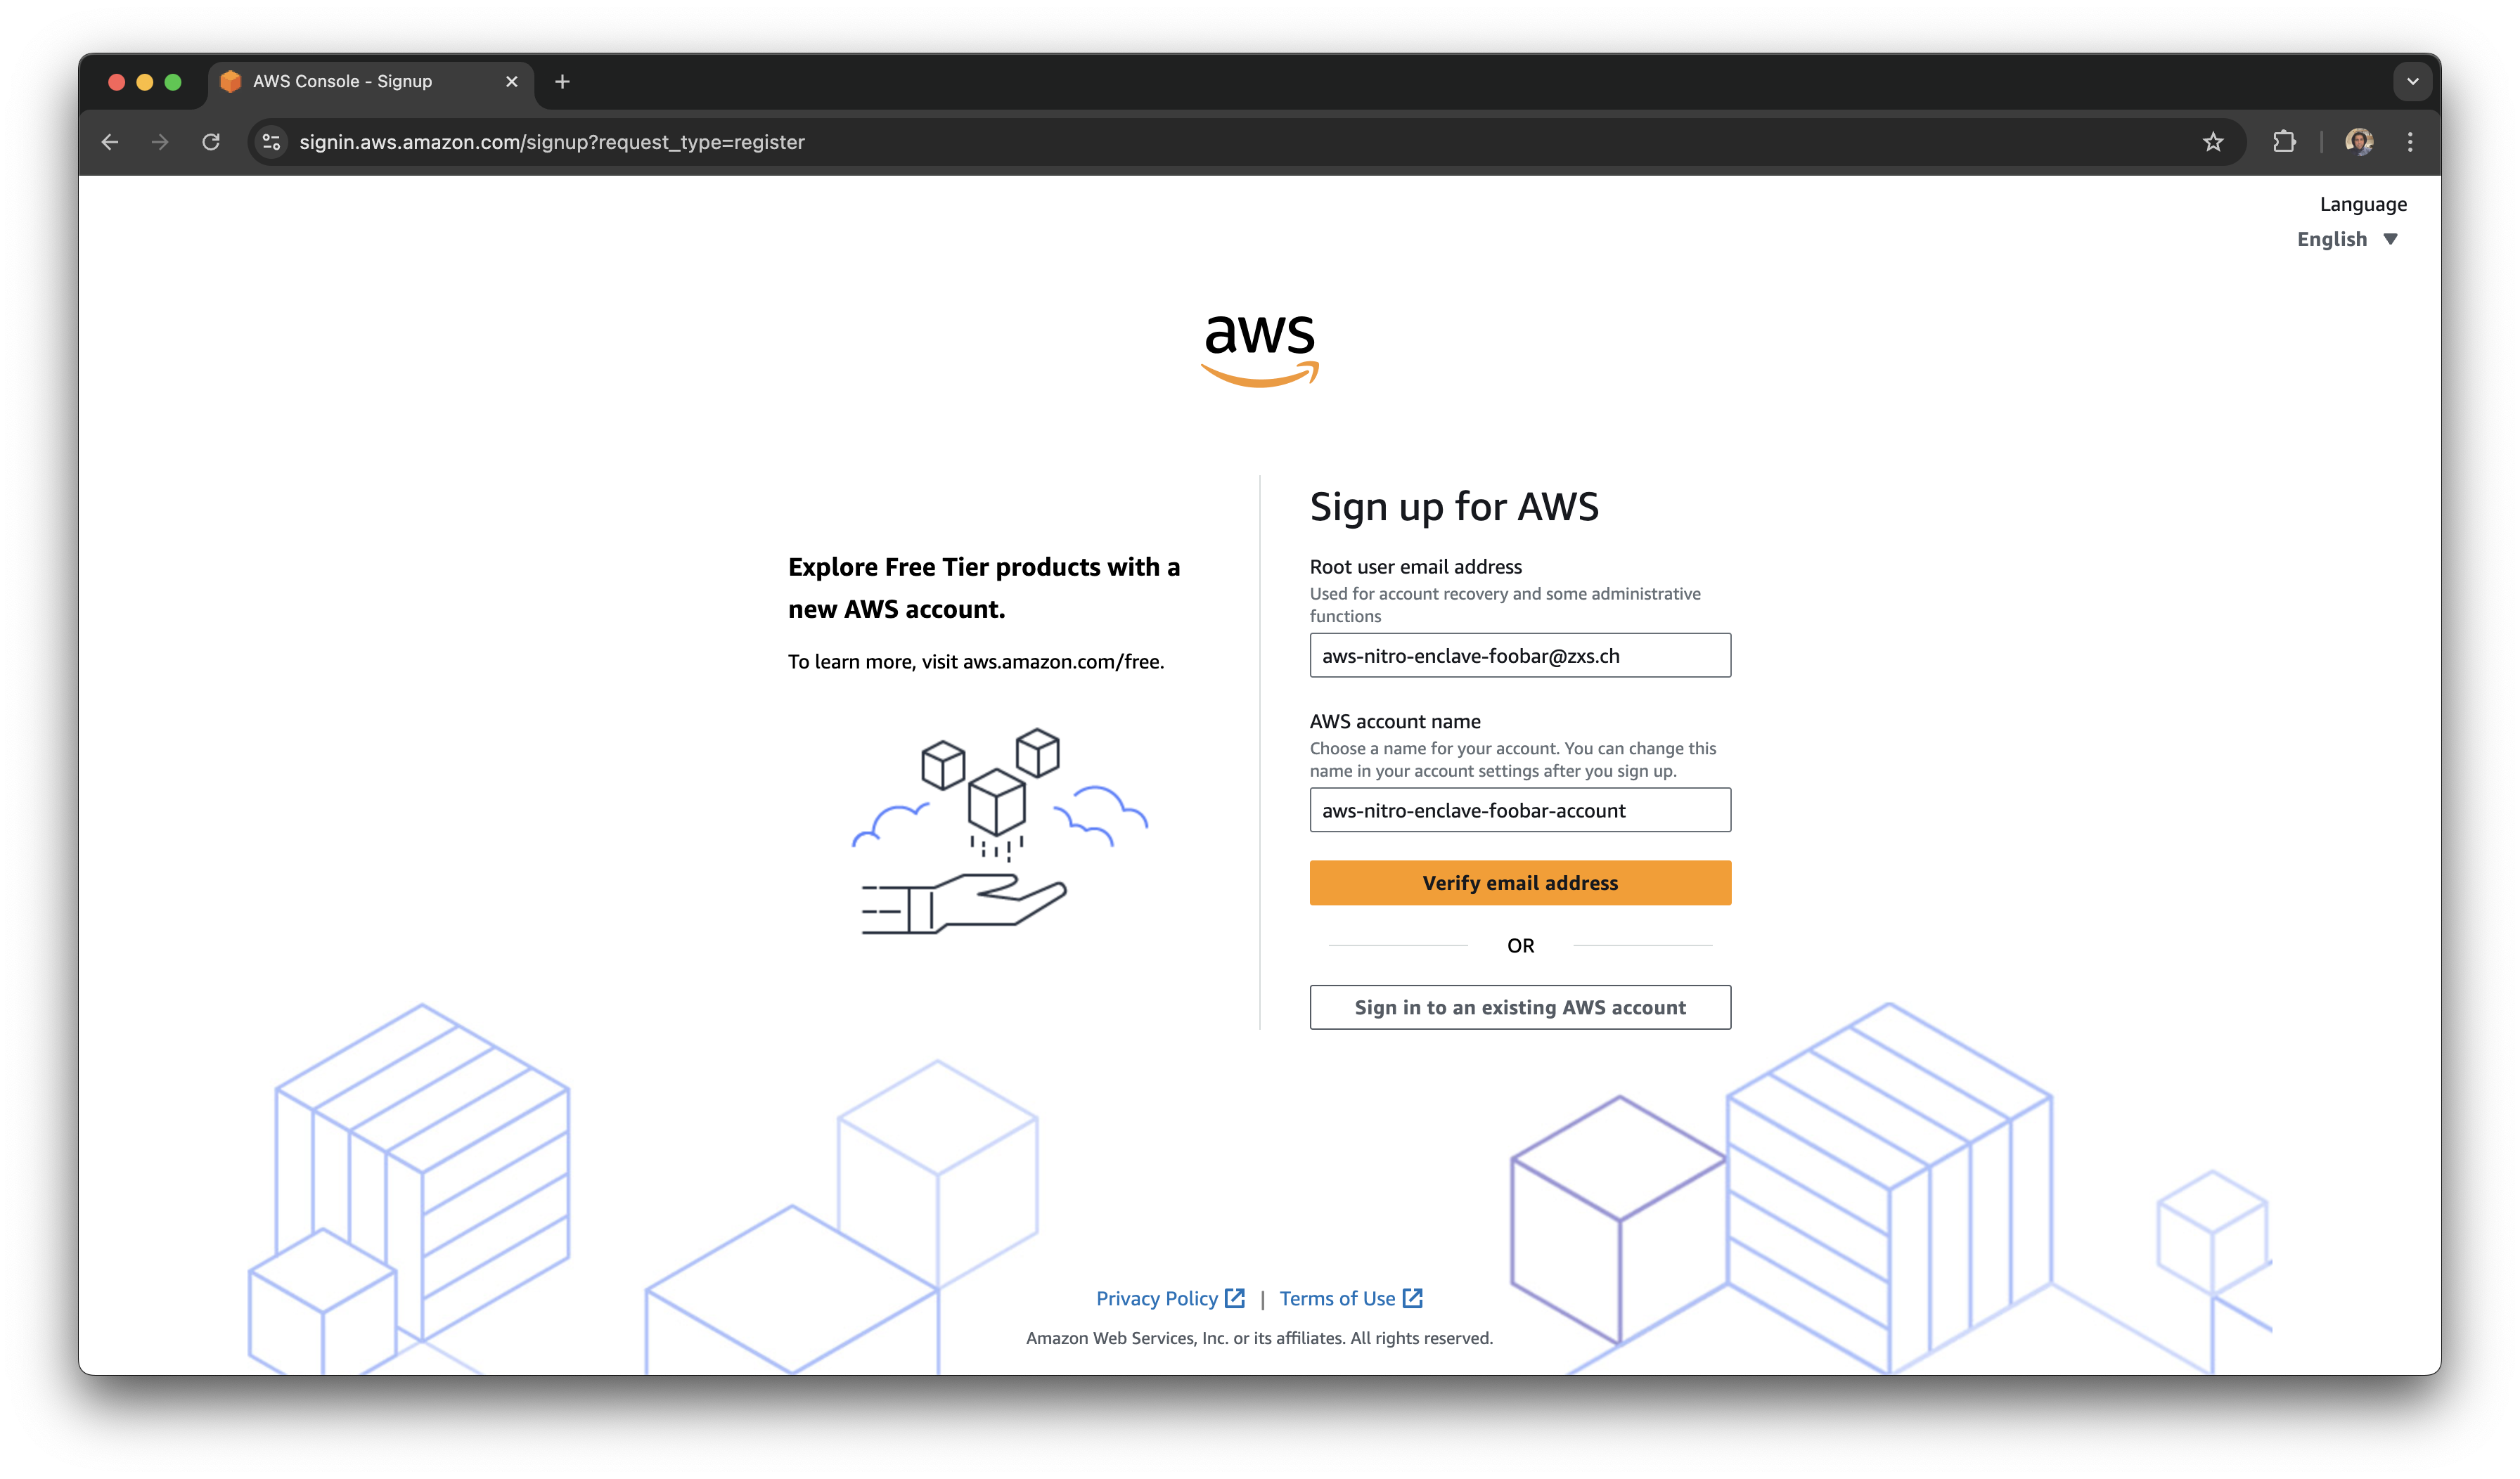 AWS Console - Signup
signin.aws.amazon.com/signup?request_type=register
Language
English
aws
Explore Free Tier products with a
new AWS account.
To learn more, visit aws.amazon.com/free.
Sign up for AWS
Root user email address
Used for account recovery and some administrative
functions
aws-nitro-enclave-foobar@zxs.ch
AWS account name
Choose a name for your account. You can change this
name in your account settings after you sign up.
aws-nitro-enclave-foobar-account
Verify email address
OR
Sign in to an existing AWS account
Privacy Policy | Terms of Use
Amazon Web Services, Inc. or its affiliates. All rights reserved.